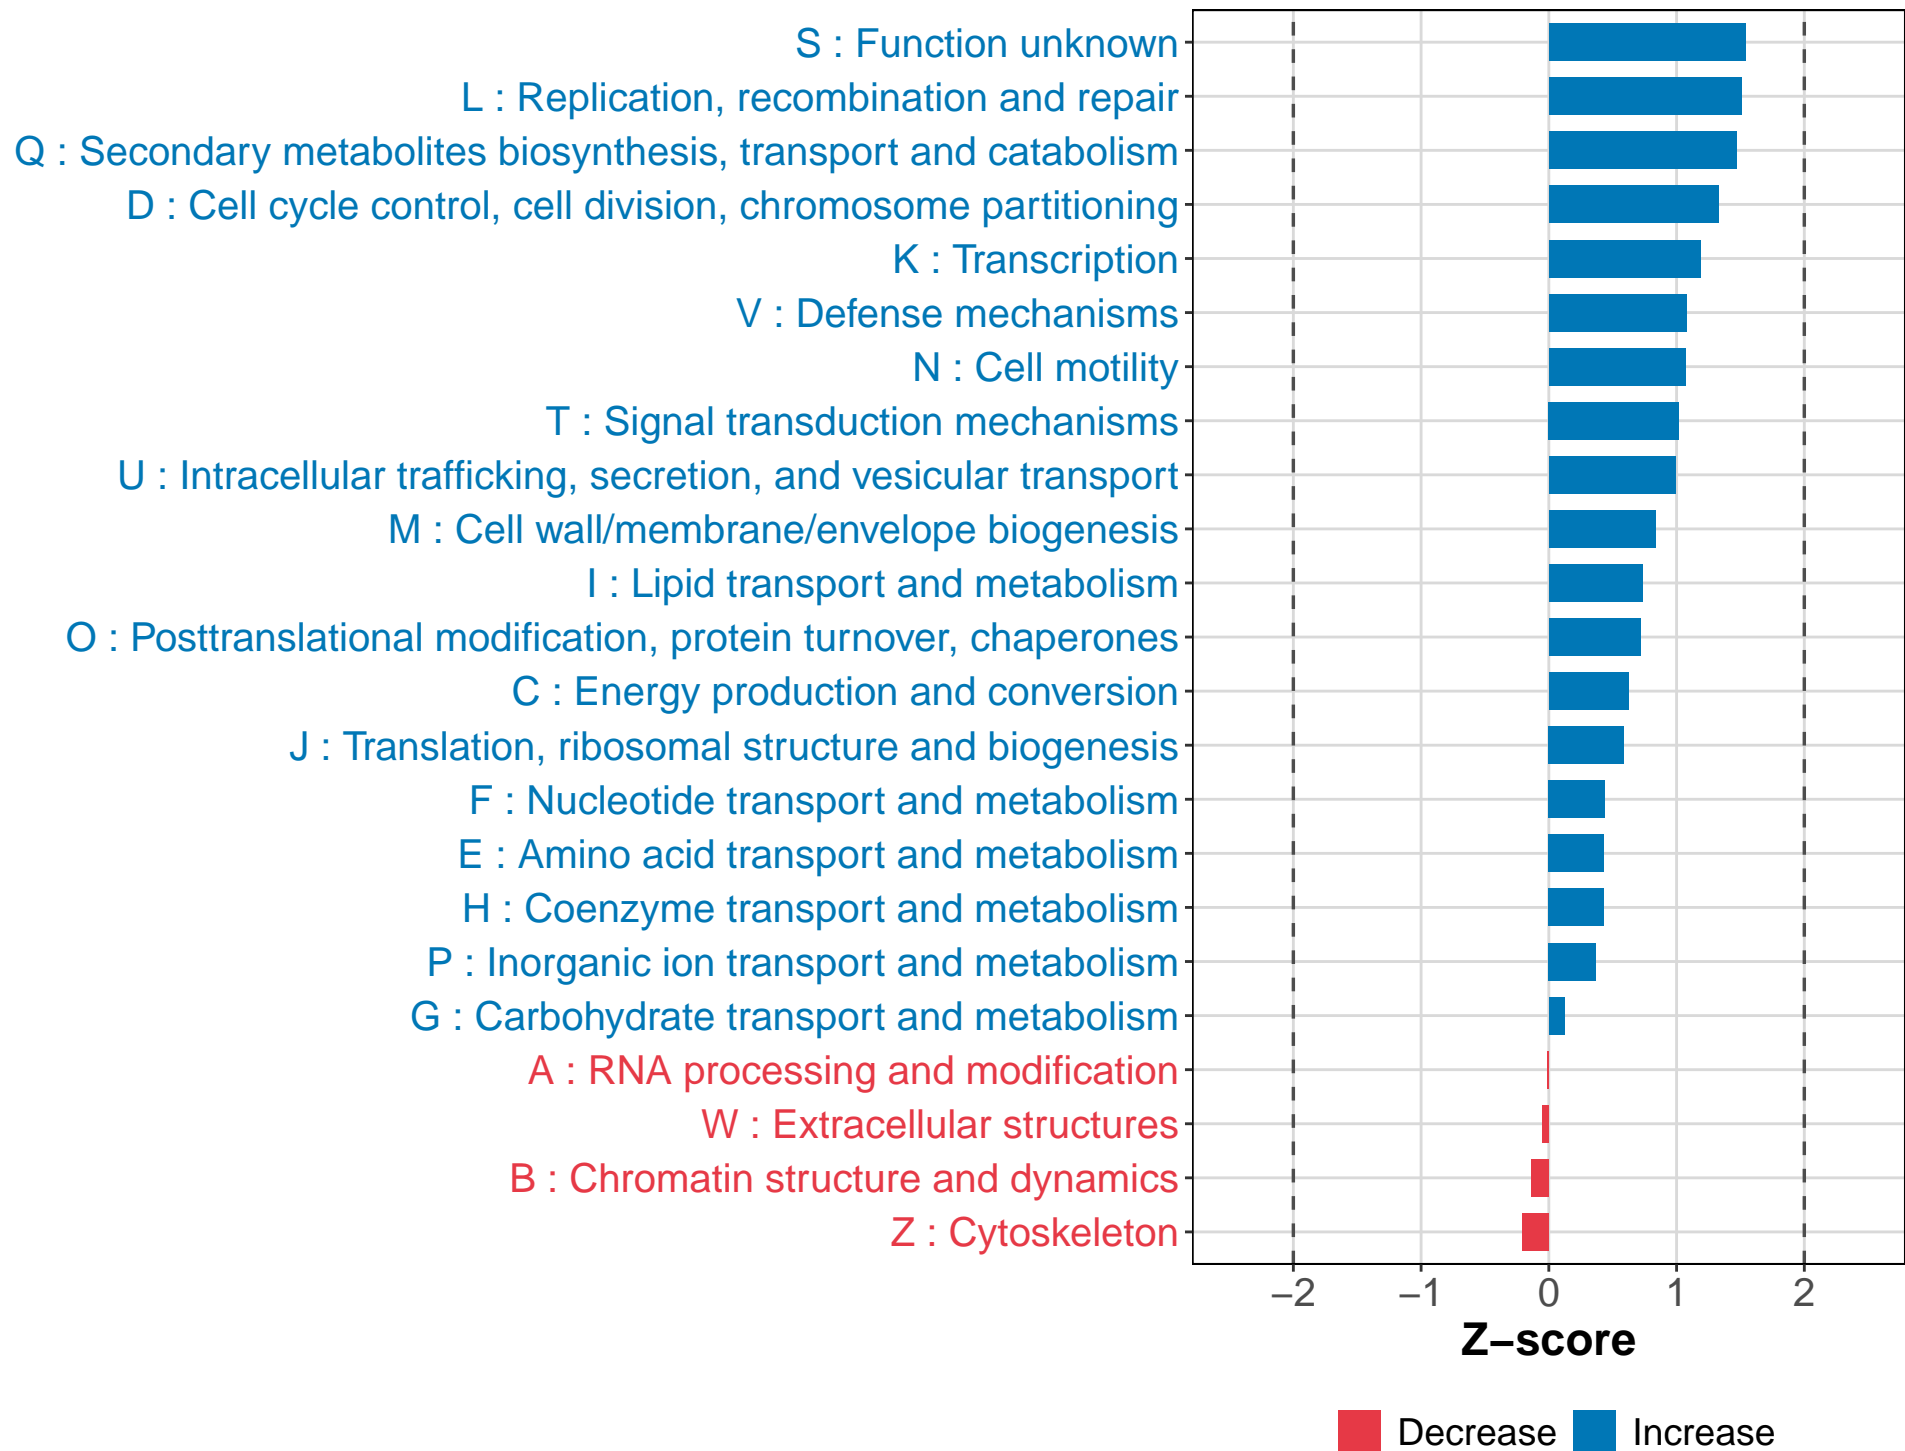 S : Function unknown
L : Replication, recombination and repair
Q : Secondary metabolites biosynthesis, transport and catabolism
D : Cell cycle control, cell division, chromosome partitioning
K : Transcription
V : Defense mechanisms
N : Cell motility
T : Signal transduction mechanisms
U : Intracellular trafficking, secretion, and vesicular transport
M : Cell wall/membrane/envelope biogenesis
I : Lipid transport and metabolism
O : Posttranslational modification, protein turnover, chaperones
C : Energy production and conversion
J : Translation, ribosomal structure and biogenesis
F : Nucleotide transport and metabolism
E : Amino acid transport and metabolism
H : Coenzyme transport and metabolism
P : Inorganic ion transport and metabolism
G : Carbohydrate transport and metabolism
A : RNA processing and modification
W : Extracellular structures
B : Chromatin structure and dynamics
Z : Cytoskeleton
−2 −1 0 1 2
Z−score
Decrease Increase